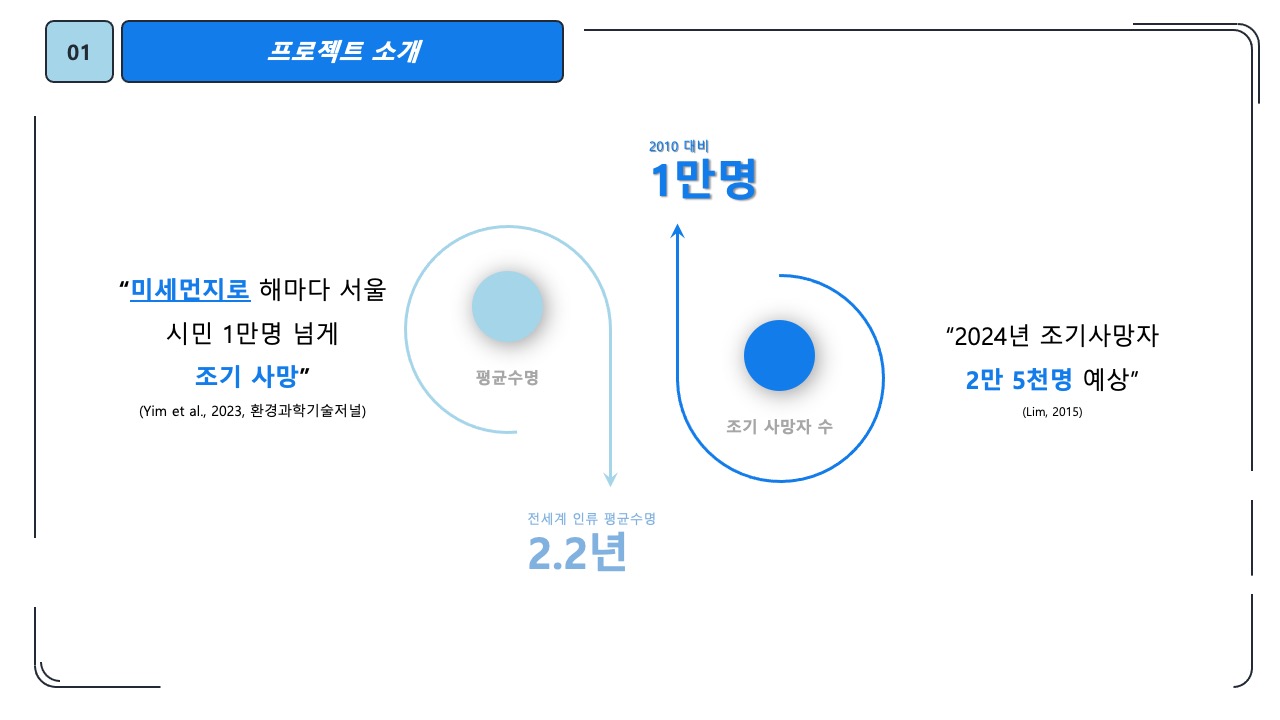 01
프로젝트 소개
2010 대비
1만명
“미세먼지로 해마다 서울
시민 1만명 넘게
조기 사망”
(Yim et al., 2023, 환경과학기술저널)
평균수명
조기 사망자 수
“2024년 조기사망자
2만 5천명 예상”
(Lim, 2015)
전세계 인류 평균수명
2.2년